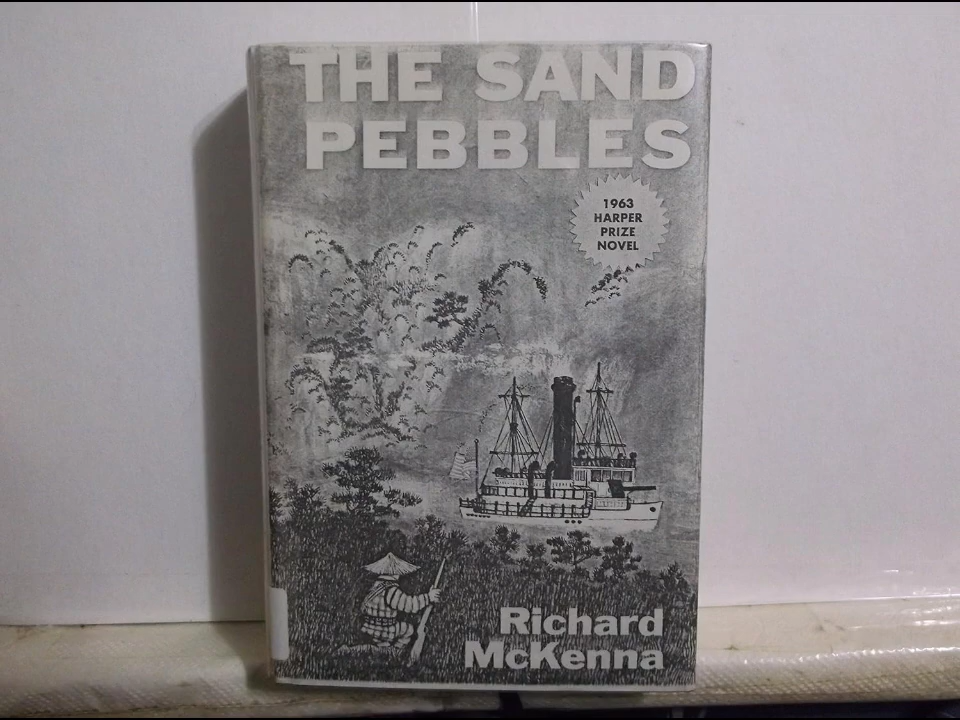 THE SAND
PEBBLES
1963
HARPER
PRIZE
NOVEL
Richard
McKenna